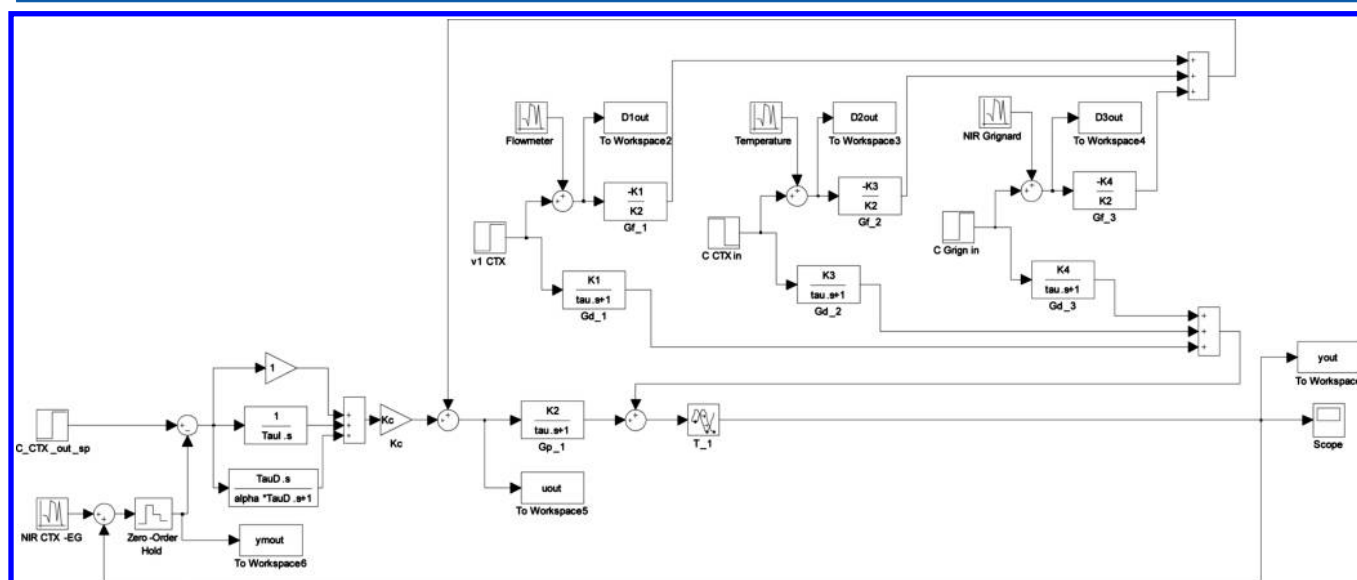 +
+
+
Flowmeter
D1out
To Workspace2
Temperature
D2out
To Workspace3
NIR Grignard
D3out
To Workspace4
+
+
-K1
K2
Gf_1
+
+
-K3
K2
Gf_2
+
+
-K4
K2
Gf_3
v1 CTX
C CTX in
C Grign in
K1
tau.s+1
Gd_1
K3
tau.s+1
Gd_2
K4
tau.s+1
Gd_3
+
+
+
yout
To Workspace
1
C_CTX_out_sp
1
TauI.s
+
+
+
Kc
Kc
+
+
K2
tau.s+1
Gp_1
+
+
T_1
Scope
TauD.s
alpha*TauD.s+1
uout
To Workspace5
NIR CTX-EG
+
+
Zero-Order
Hold
ymout
To Workspace6